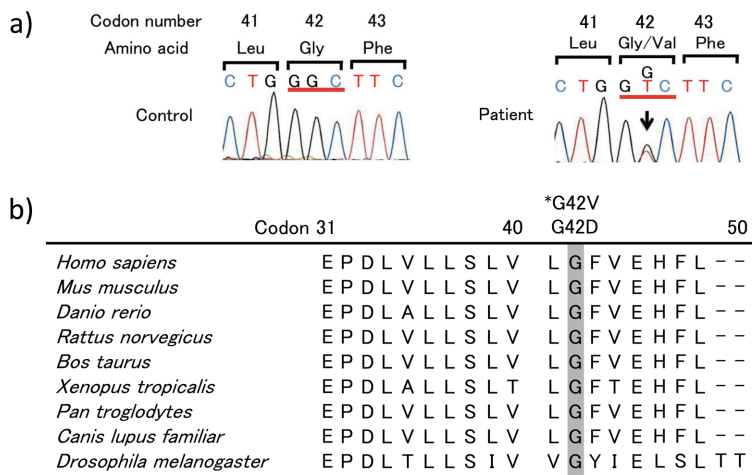 a)
Codon number 41 42 43
Amino acid Leu Gly Phe
C T G G G C T T C
Control
41 42 43
Leu Gly/Val Phe
G
C T G G T C T T C
Patient
b)
*G42V
Codon 31 40 G42D 50
Homo sapiens E P D L V L L S L V L G F V E H F L - -
Mus musculus E P D L V L L S L V L G F V E H F L - -
Danio rerio E P D L A L L S L V L G F V E H F L - -
Rattus norvegicus E P D L V L L S L V L G F V E H F L - -
Bos taurus E P D L V L L S L V L G F V E H F L - -
Xenopus tropicalis E P D L A L L S L T L G F T E H F L - -
Pan troglodytes E P D L V L L S L V L G F V E H F L - -
Canis lupus familiar E P D L V L L S L V L G F V E H F L - -
Drosophila melanogaster E P D L T L L S I V V G Y I E L S L T T